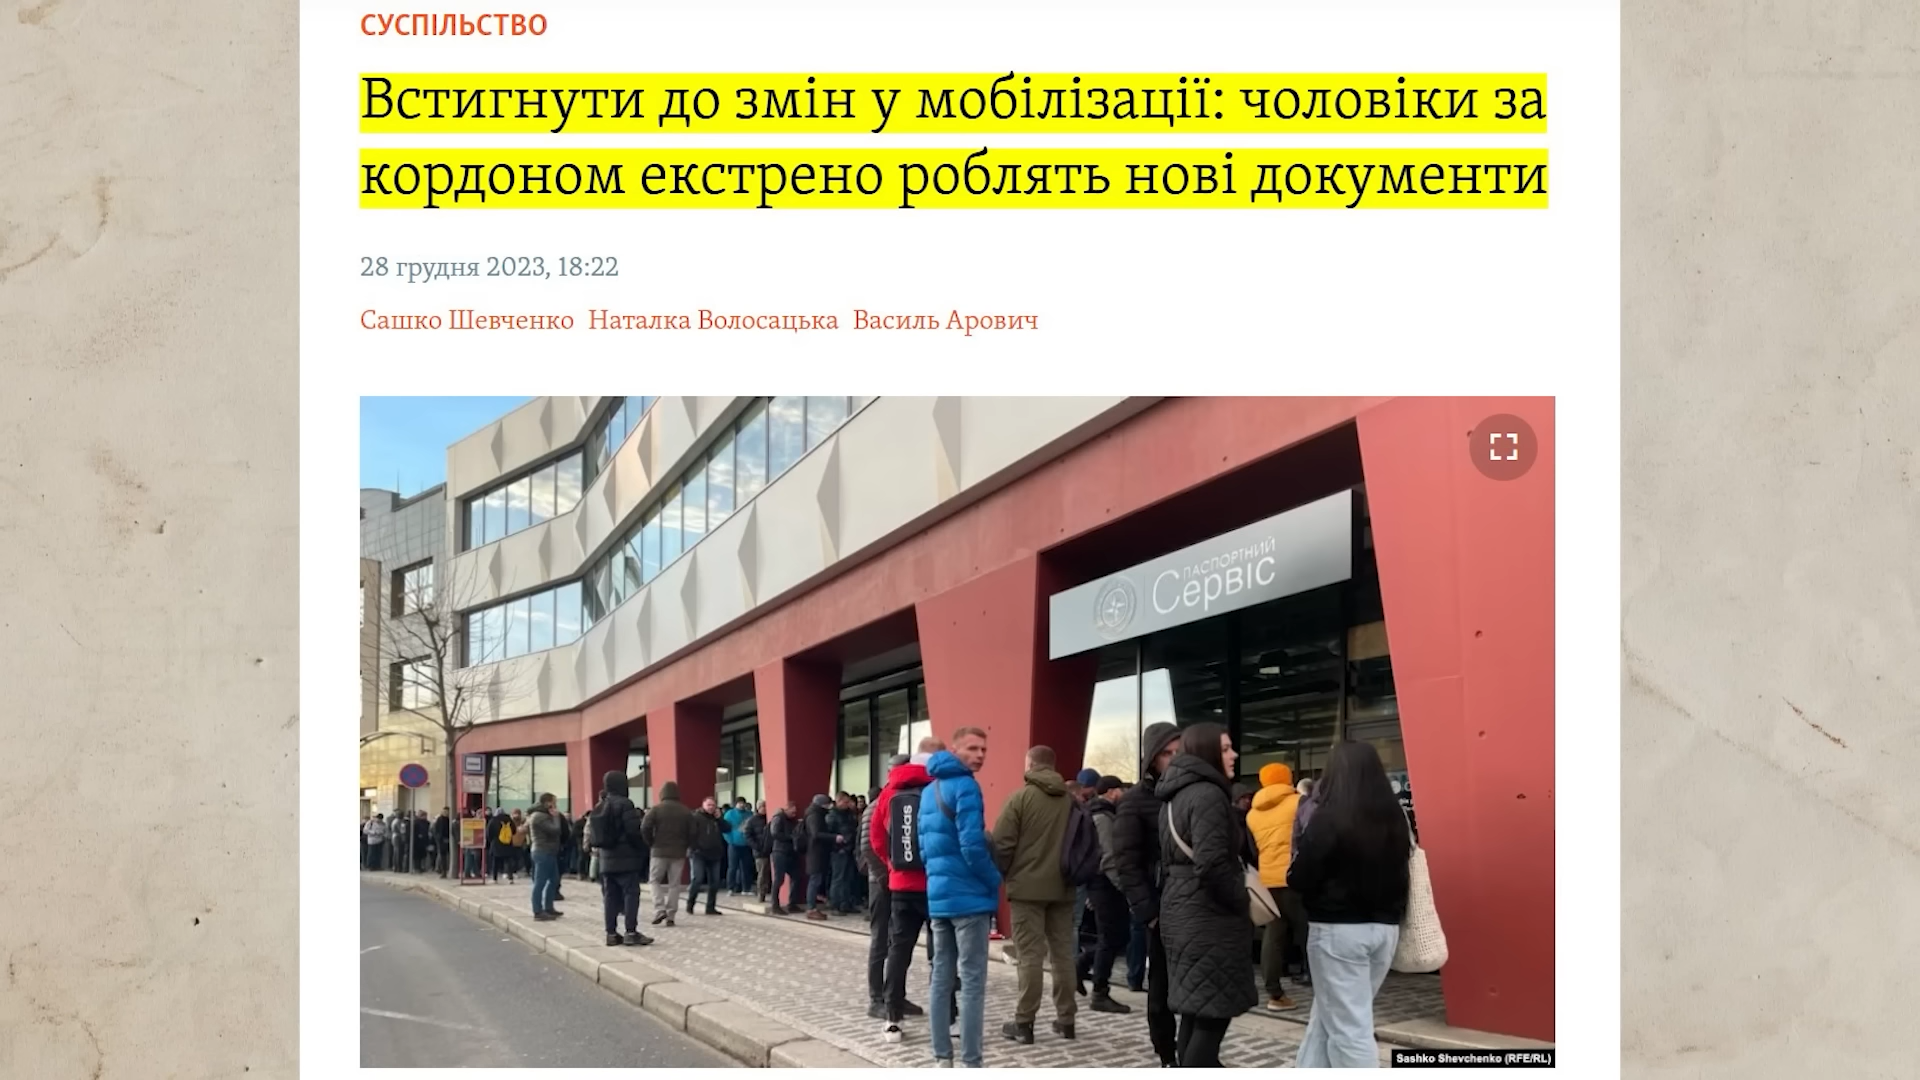 СУСПІЛЬСТВО
Встигнути до змін у мобілізації: чоловіки за
кордоном екстрено роблять нові документи
28 грудня 2023, 18:22
Сашко Шевченко Наталка Волосацька Василь Арович
ПАСПОРТНИЙ
Сервіс
adidas
Sashko Shevchenko (RFE/RL)